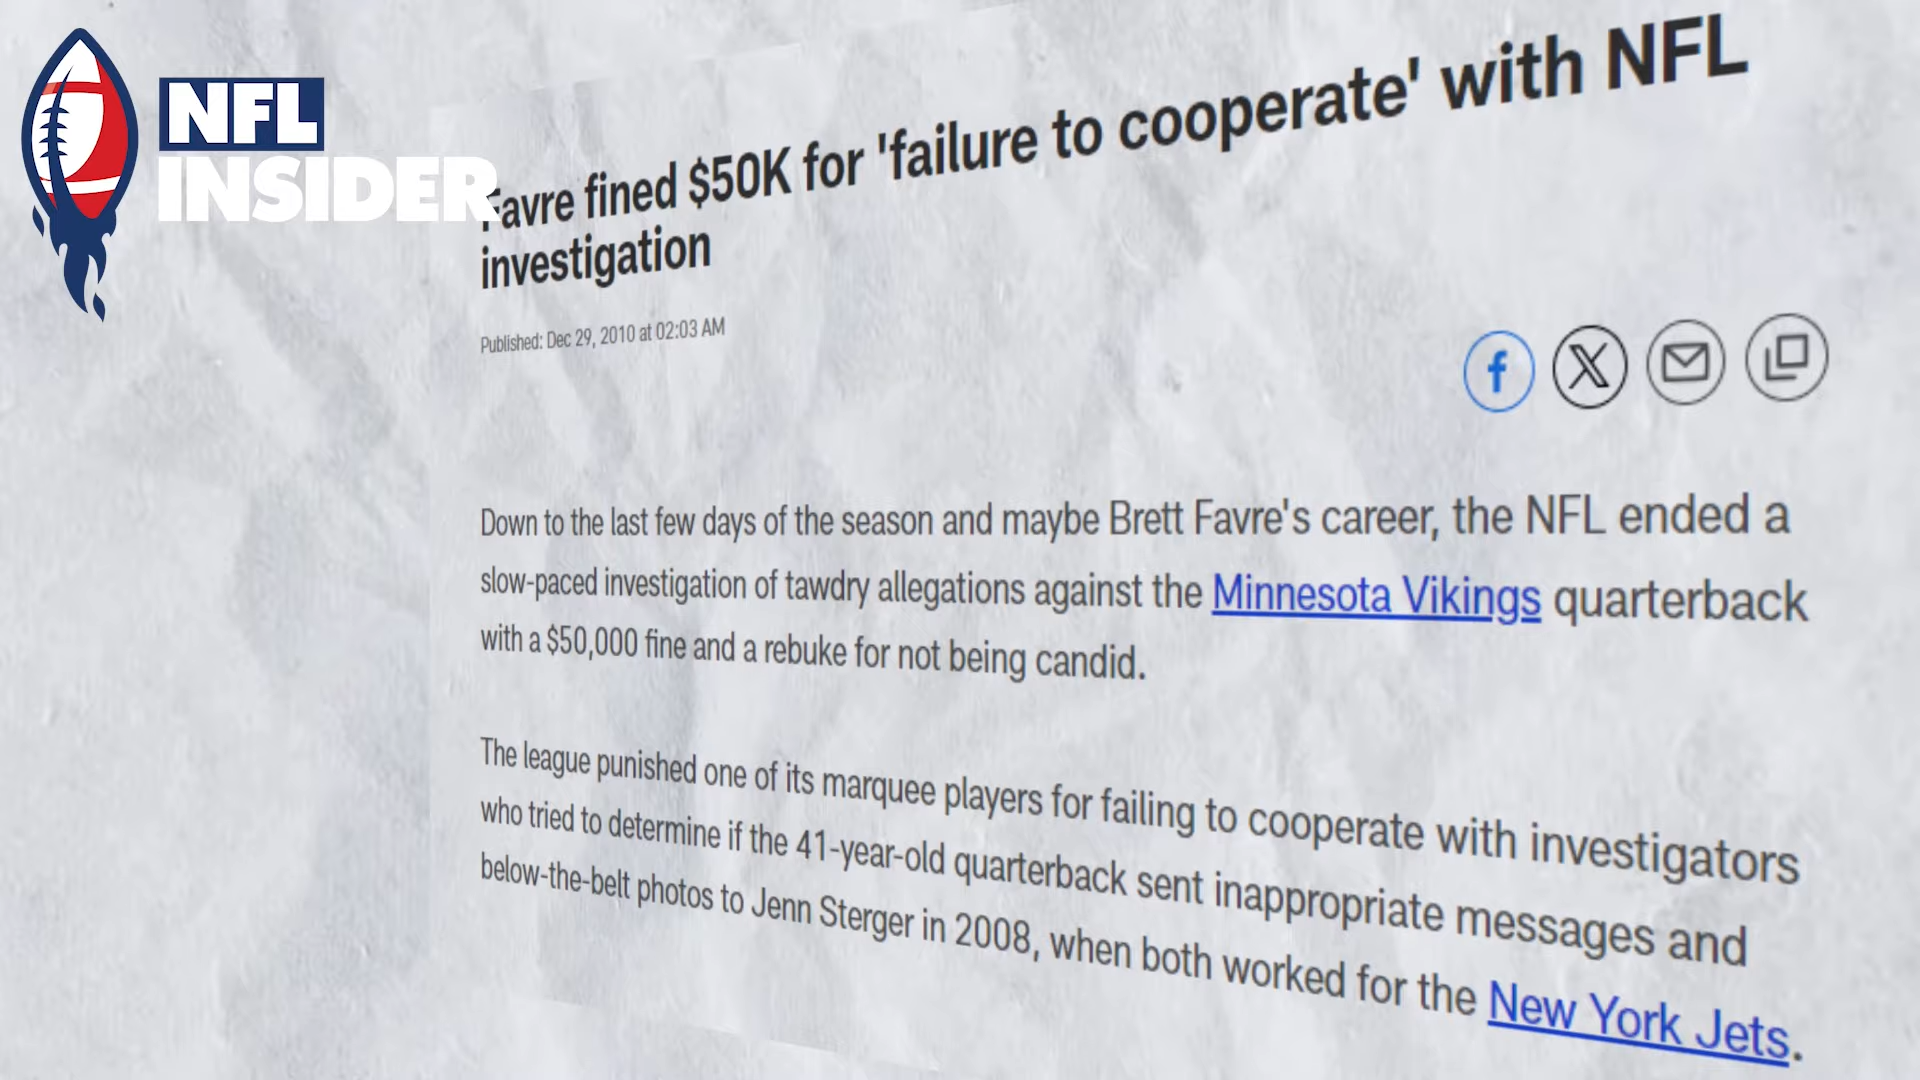 NFL
INSIDER
Favre fined $50K for 'failure to cooperate' with NFL
investigation
Published: Dec 29, 2010 at 02:03 AM
Down to the last few days of the season and maybe Brett Favre's career, the NFL ended a
slow-paced investigation of tawdry allegations against the Minnesota Vikings quarterback
with a $50,000 fine and a rebuke for not being candid.
The league punished one of its marquee players for failing to cooperate with investigators
who tried to determine if the 41-year-old quarterback sent inappropriate messages and
below-the-belt photos to Jenn Sterger in 2008, when both worked for the New York Jets.